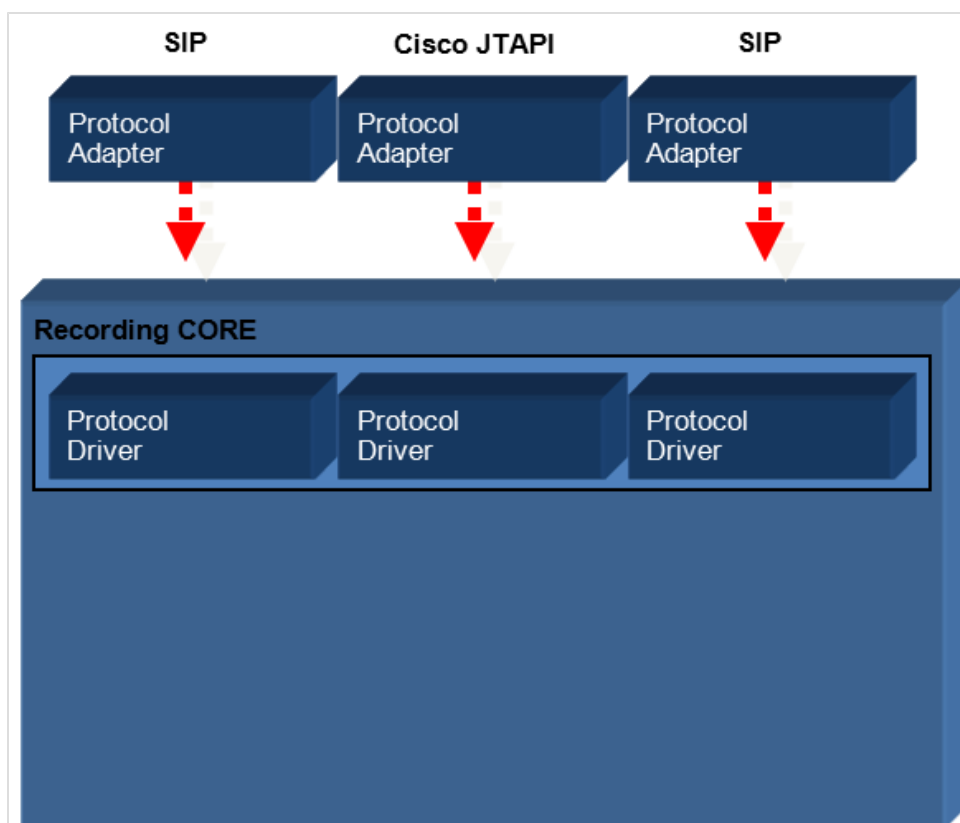 SIP
Cisco JTAPI
SIP
Protocol
Adapter
Protocol
Adapter
Protocol
Adapter
Recording CORE
Protocol
Driver
Protocol
Driver
Protocol
Driver